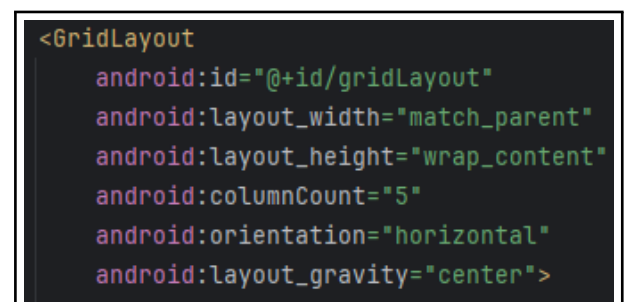 <GridLayout
android:id="@+id/gridLayout"
android:layout_width="match_parent"
android:layout_height="wrap_content"
android:columnCount="5"
android:orientation="horizontal"
android:layout_gravity="center">